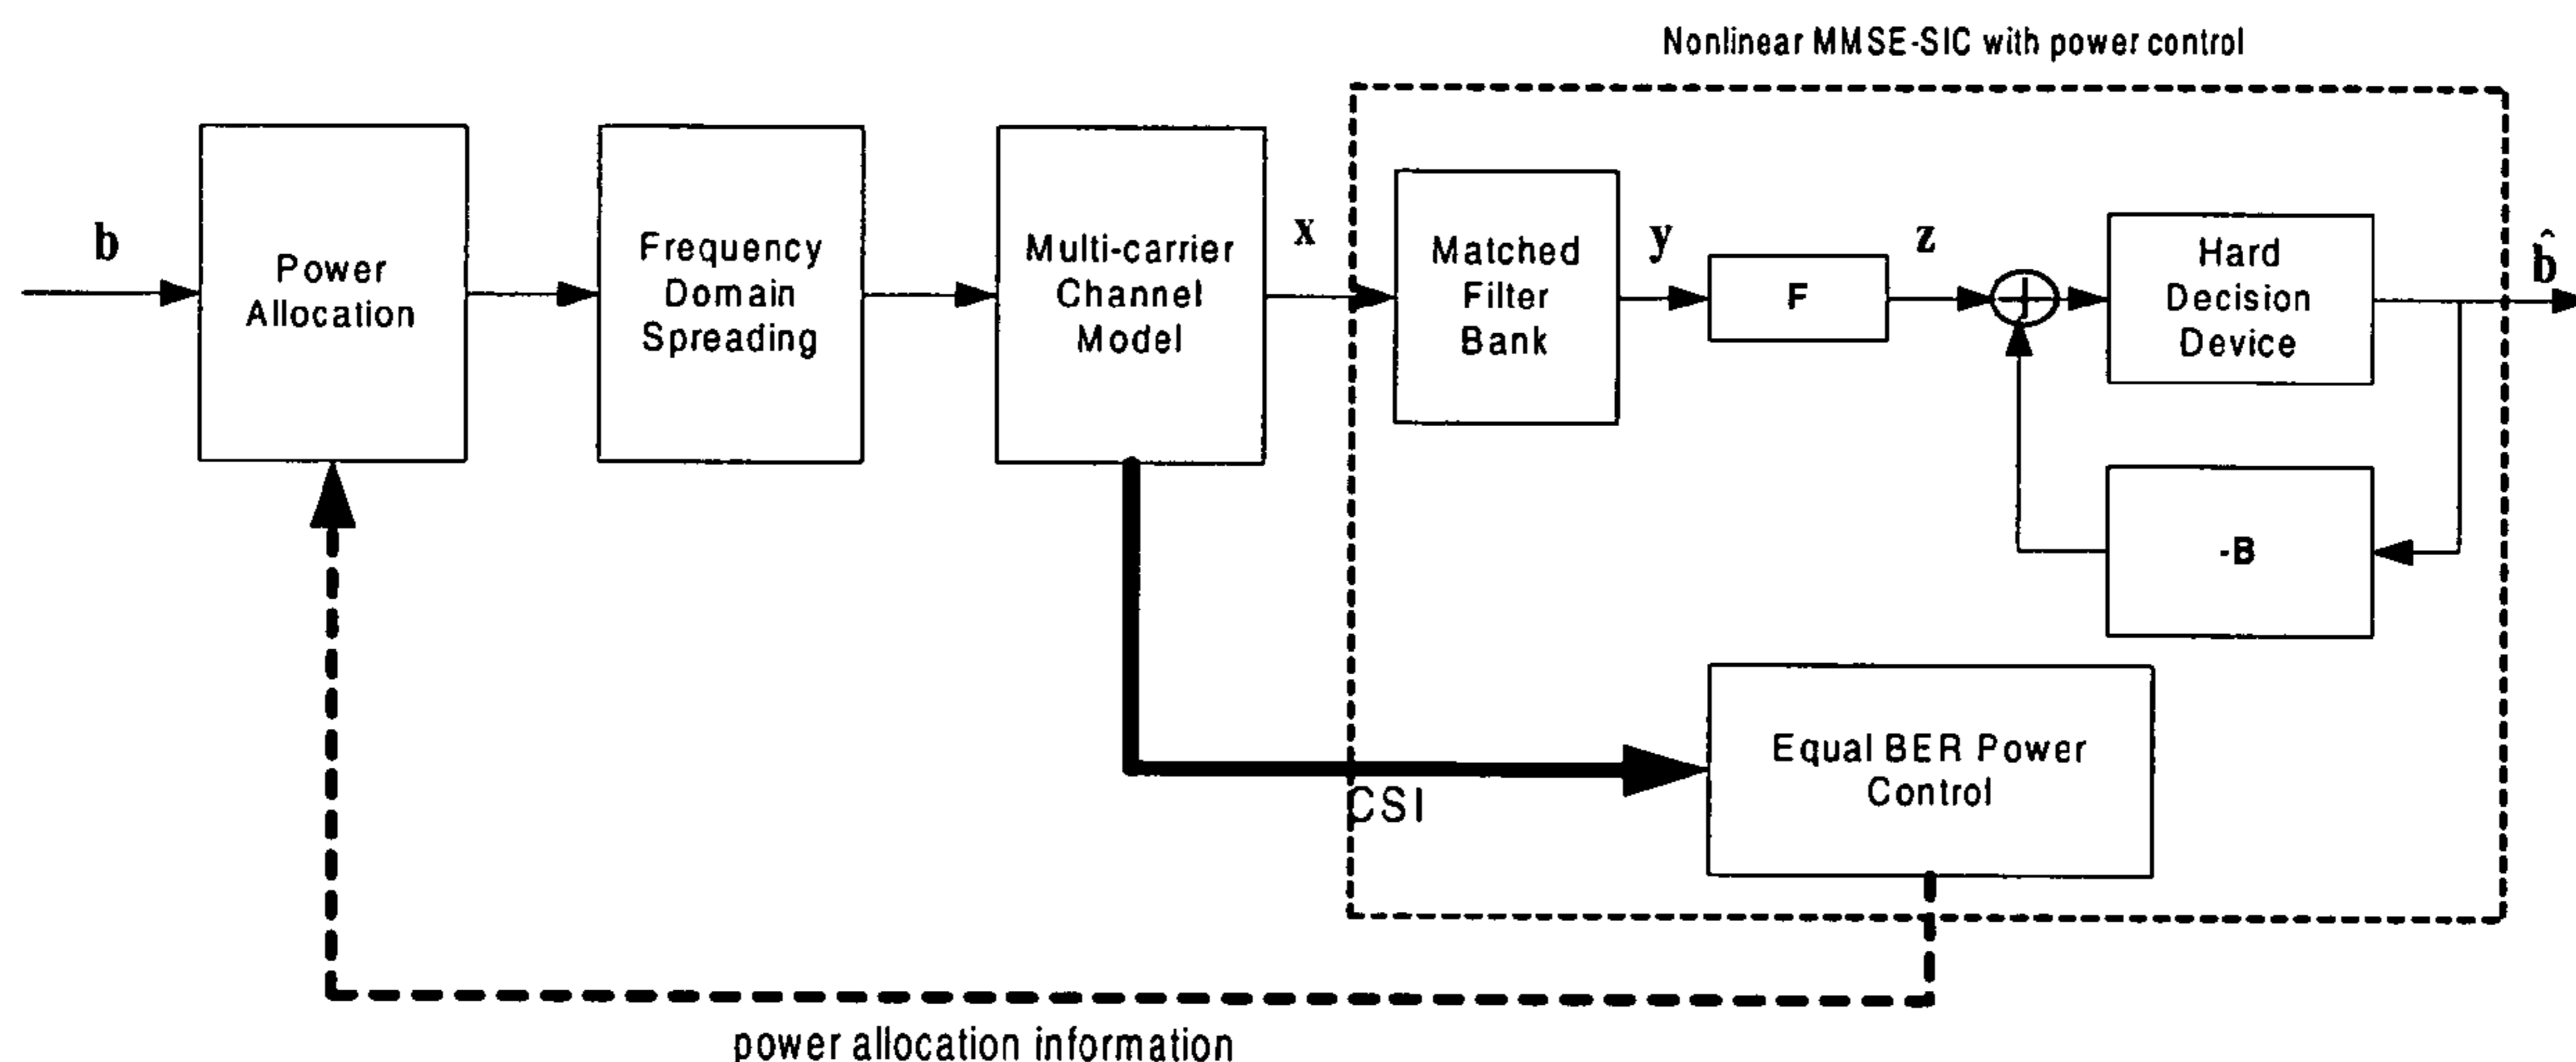 Nonlinear MMSE-SIC with power control
b
Power
Allocation
Frequency
Domain
Spreading
Multi-carrier
Channel
Model
x
Matched
Filter
Bank
y
F
z
Hard
Decision
Device
b̂
-B
Equal BER Power
Control
CSI
power allocation information